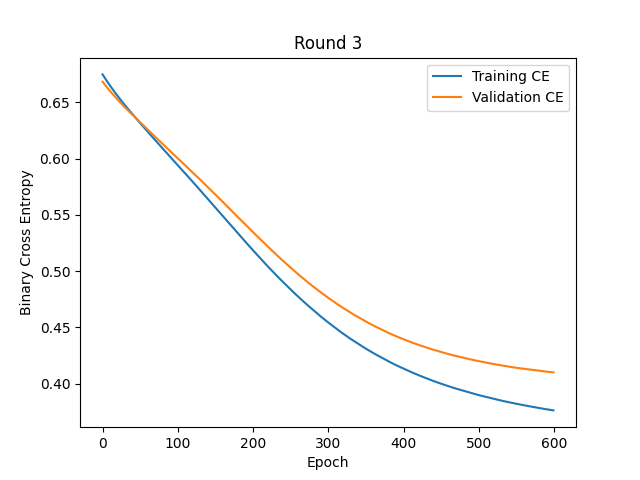 Round 3
Training CE
Validation CE
Binary Cross Entropy
0.65
0.60
0.55
0.50
0.45
0.40
0 100 200 300 400 500 600
Epoch